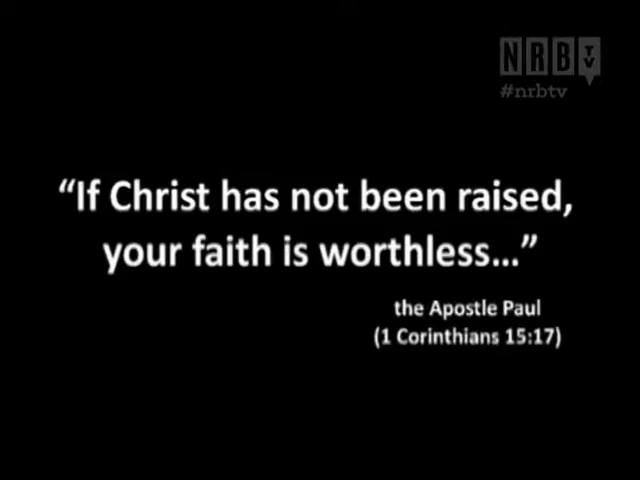 NRB TV
#nrbtv
“If Christ has not been raised,
your faith is worthless...”
the Apostle Paul
(1 Corinthians 15:17)